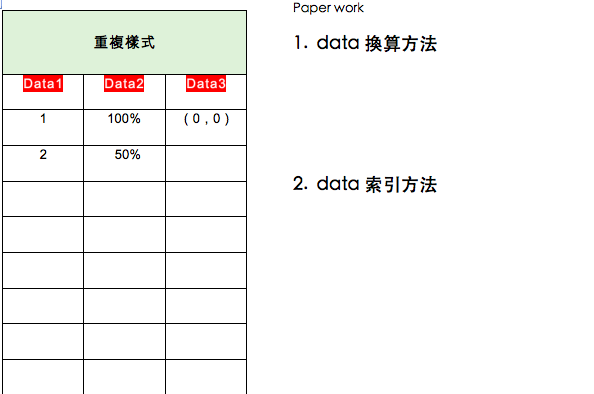 重複樣式
Data1 Data2 Data3
1 100% ( 0 , 0 )
2 50%
Paper work
1. data 換算方法
2. data 索引方法